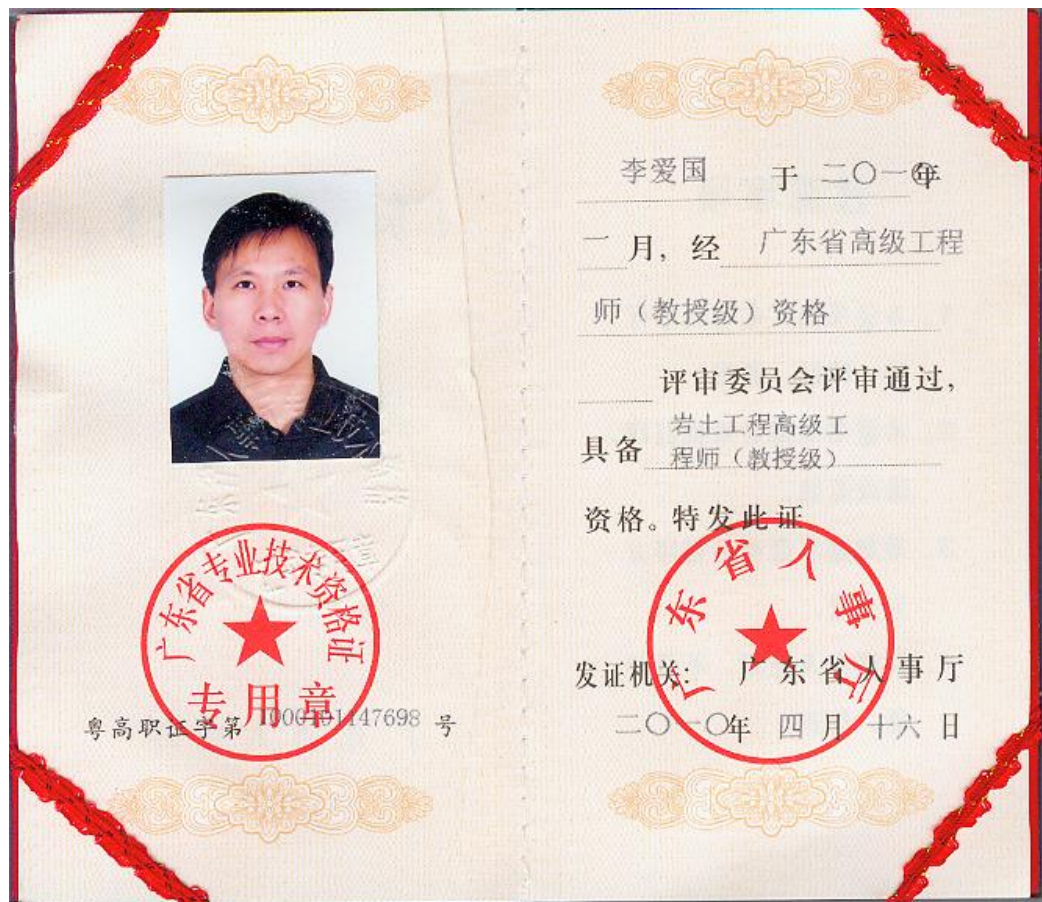 广东省专业技术资格证
专用章
粤高职证字第 1000101147698 号
李爱国 于 二〇一〇年
一 月，经 广东省高级工程
师（教授级）资格
评审委员会评审通过，
具备 岩土工程高级工
程师（教授级）
资格。特发此证
广东省人事厅
发证机关： 广东省人事厅
二〇一〇年 四 月 十六 日